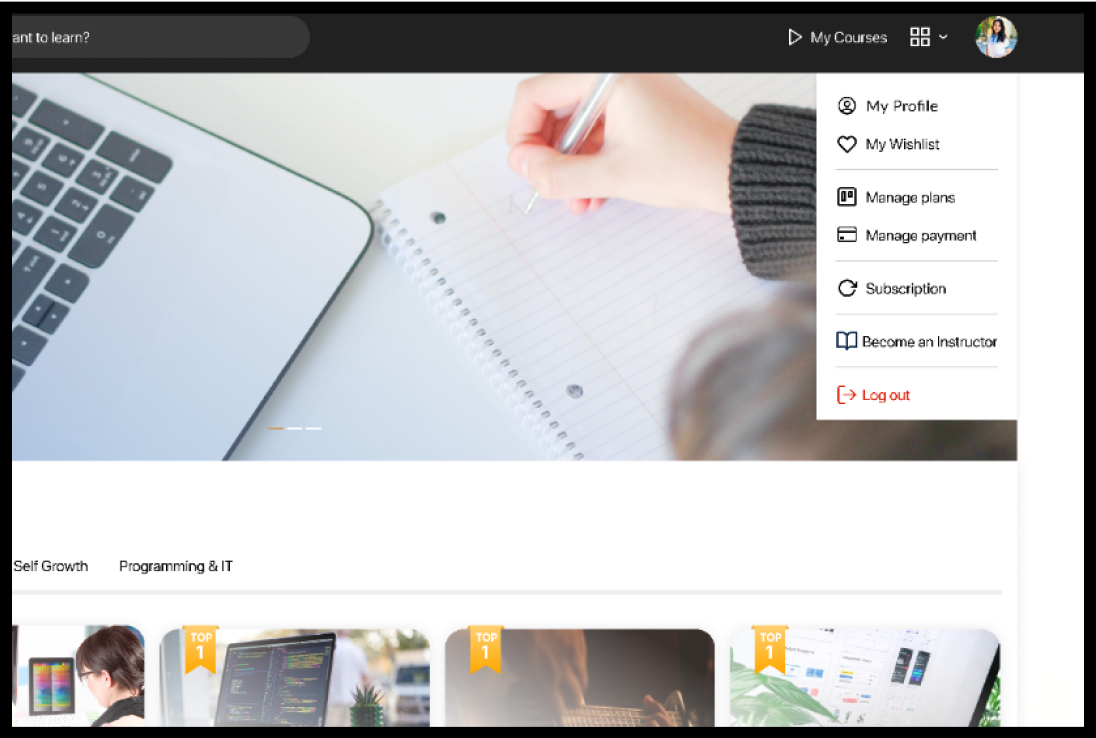 ant to learn?
My Courses
My Profile
My Wishlist
Manage plans
Manage payment
Subscription
Become an Instructor
Log out
Self Growth
Programming & IT
TOP
1
TOP
1
TOP
1